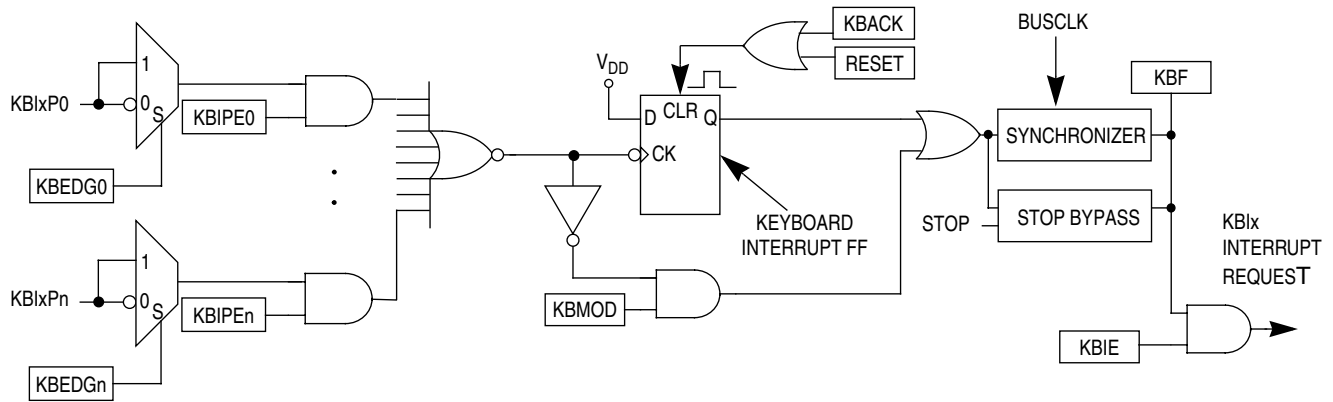 BUSCLK
KBACK
RESET
VDD
KBF
1
KBIxP0
0
S
KBIPE0
D
CLR
Q
CK
SYNCHRONIZER
KBEDG0
KEYBOARD
INTERRUPT FF
STOP
STOP BYPASS
KBIx
INTERRUPT
REQUEST
1
KBIxPn
0
S
KBIPEn
KBMOD
KBIE
KBEDGn